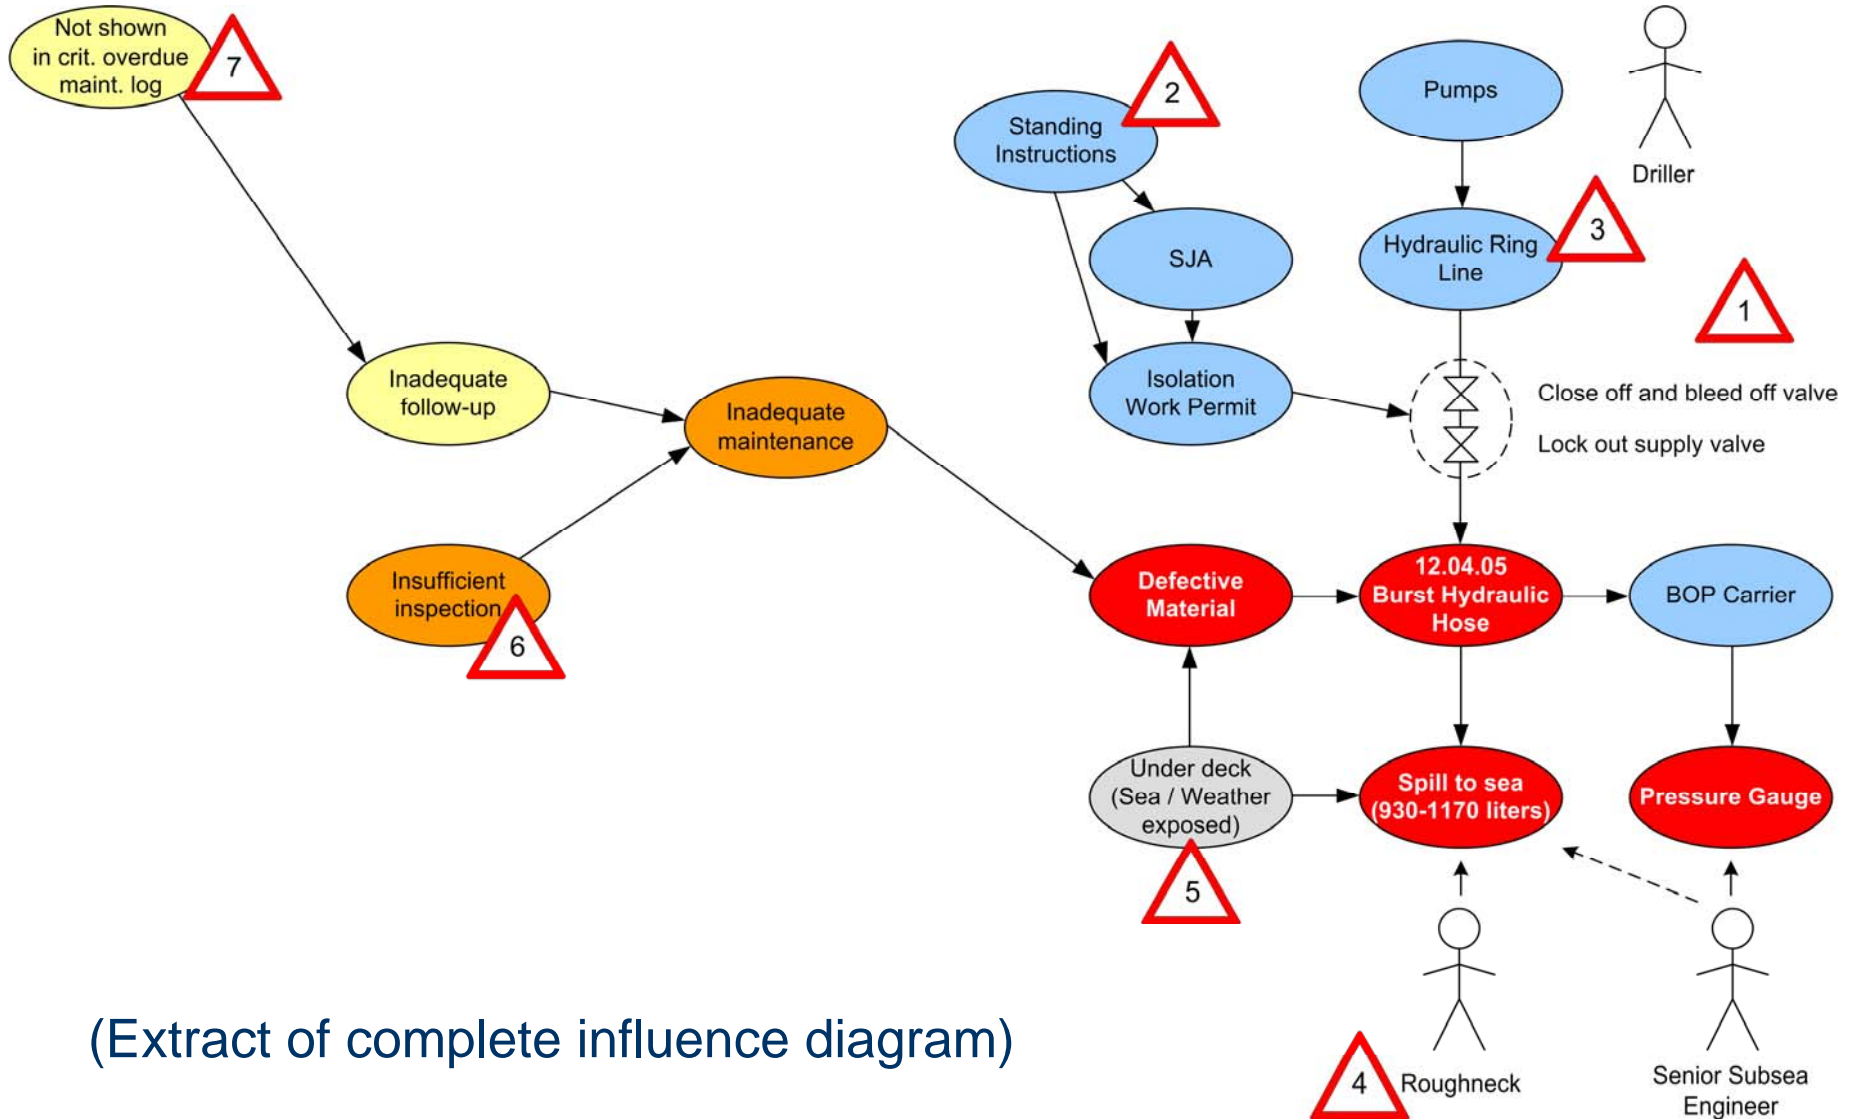 Not shown
in crit. overdue
maint. log
7
2
Standing
Instructions
Pumps
Driller
SJA
Hydraulic Ring
Line
3
1
Inadequate
follow-up
Inadequate
maintenance
Isolation
Work Permit
Close off and bleed off valve
Lock out supply valve
Insufficient
inspection
6
Defective
Material
12.04.05
Burst Hydraulic
Hose
BOP Carrier
Under deck
(Sea / Weather
exposed)
5
Spill to sea
(930-1170 liters)
Pressure Gauge
(Extract of complete influence diagram)
4
Roughneck
Senior Subsea
Engineer